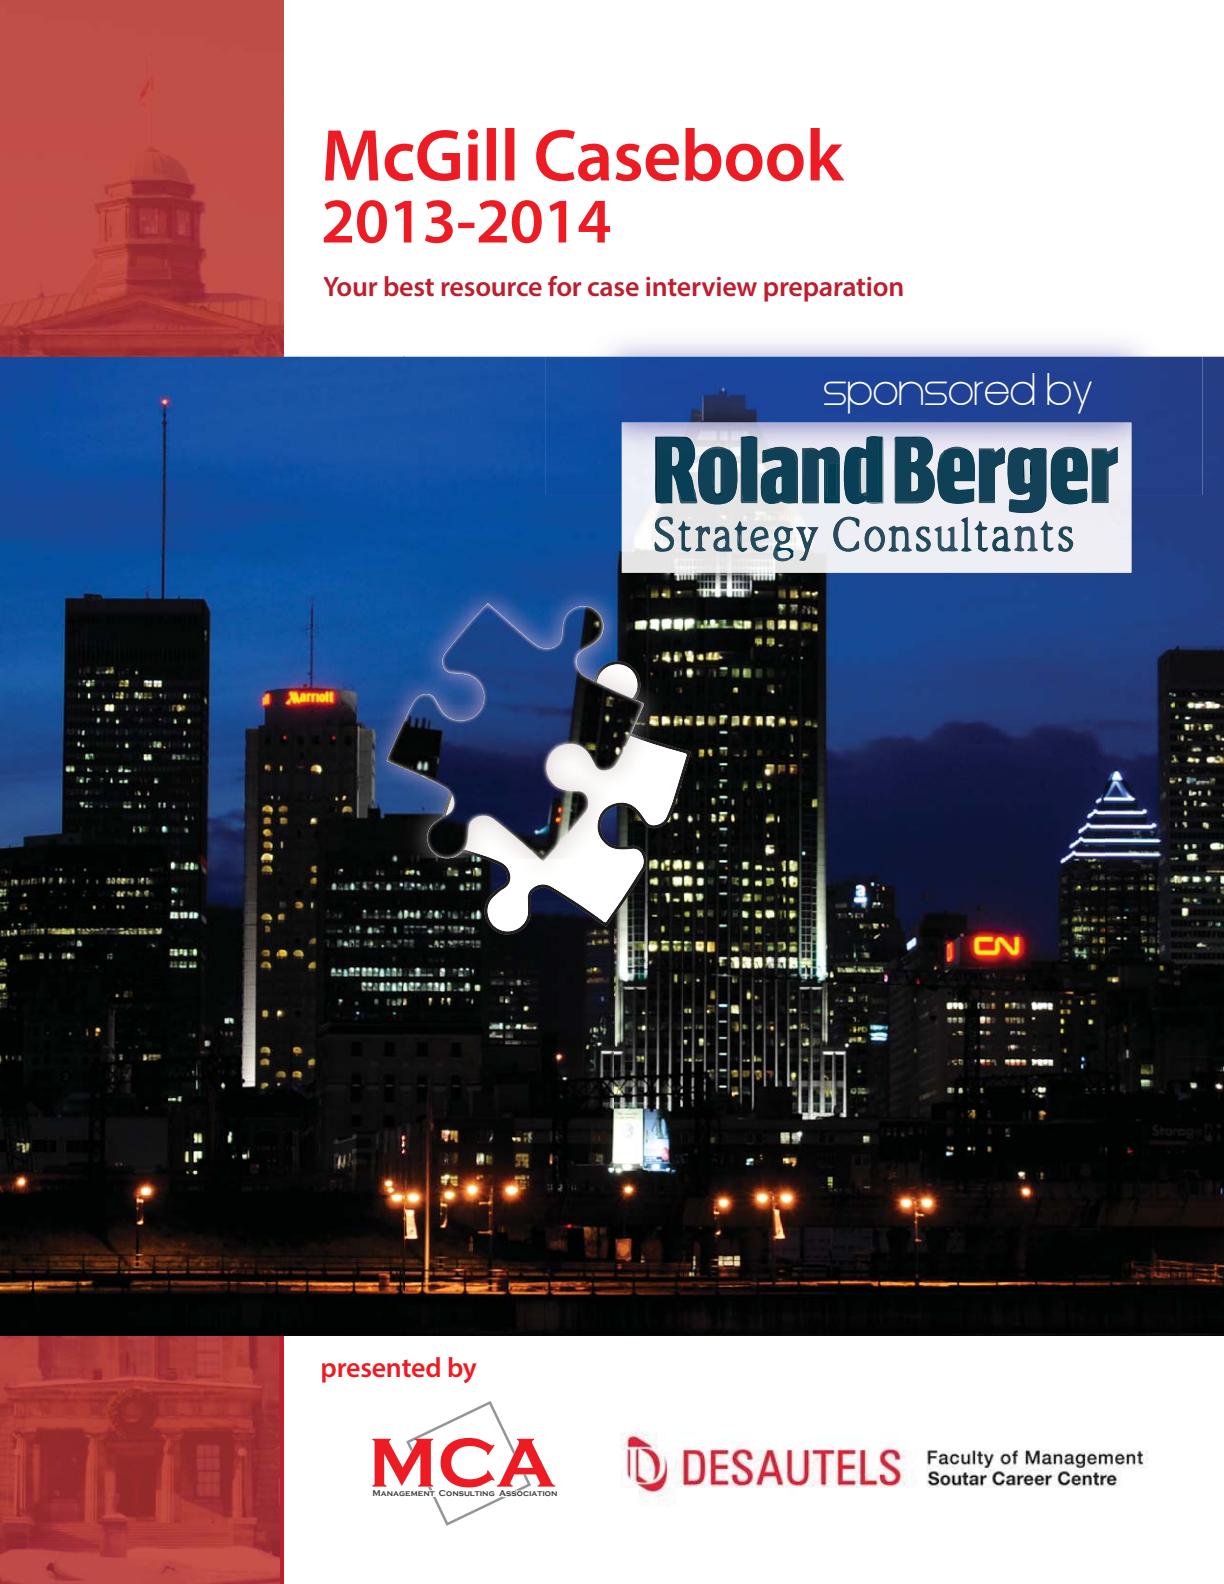 McGill Casebook
2013-2014
Your best resource for case interview preparation
sponsored by
Roland Berger
Strategy Consultants
Marriott
CN
Storage
presented by
MCA
Management Consulting Association
DESAUTELS
Faculty of Management
Soutar Career Centre